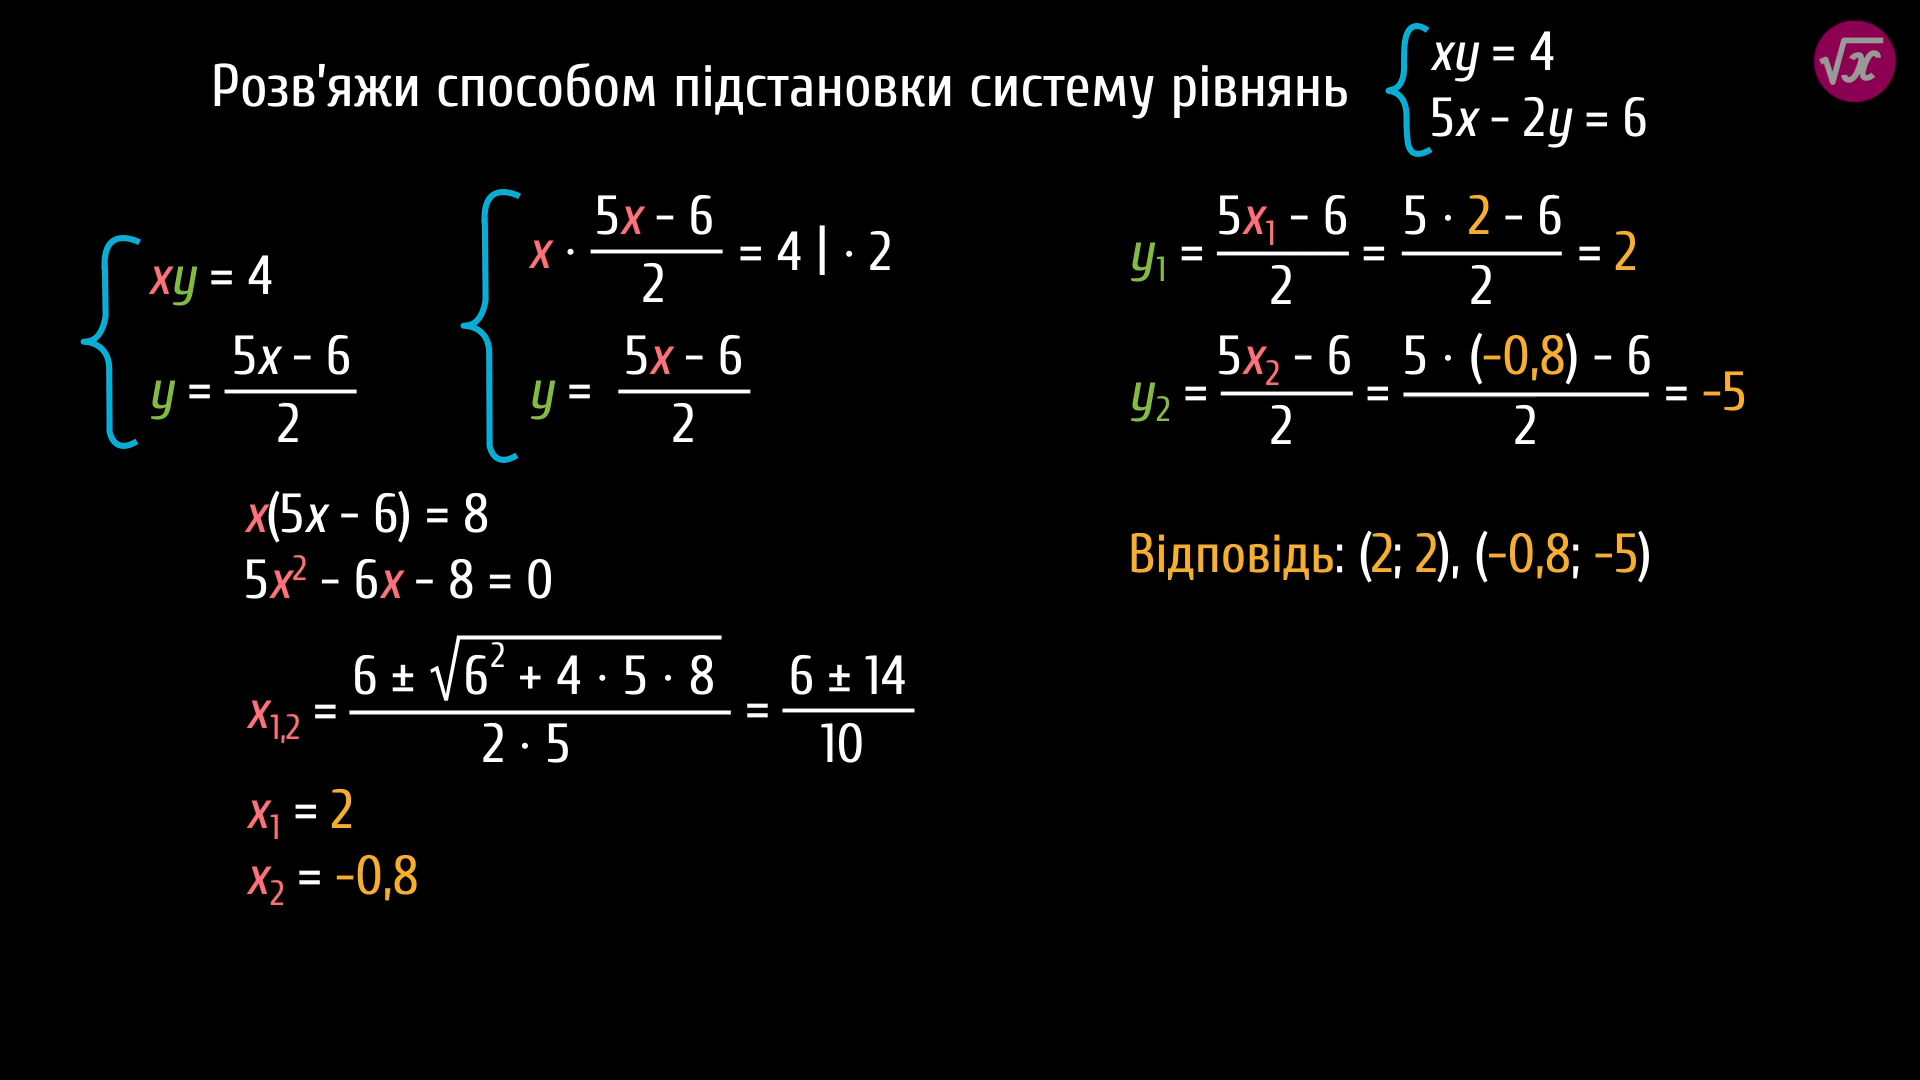 Розв'яжи способом підстановки систему рівнянь
xy = 4
5x - 2y = 6
xy = 4
y = (5x - 6)/2
x · (5x - 6)/2 = 4 | · 2
y = (5x - 6)/2
x(5x - 6) = 8
5x² - 6x - 8 = 0
x₁,₂ = (6 ± √(6² + 4 · 5 · 8))/(2 · 5) = (6 ± 14)/10
x₁ = 2
x₂ = -0,8
y₁ = (5x₁ - 6)/2 = (5 · 2 - 6)/2 = 2
y₂ = (5x₂ - 6)/2 = (5 · (-0,8) - 6)/2 = -5
Відповідь: (2; 2), (-0,8; -5)
√x